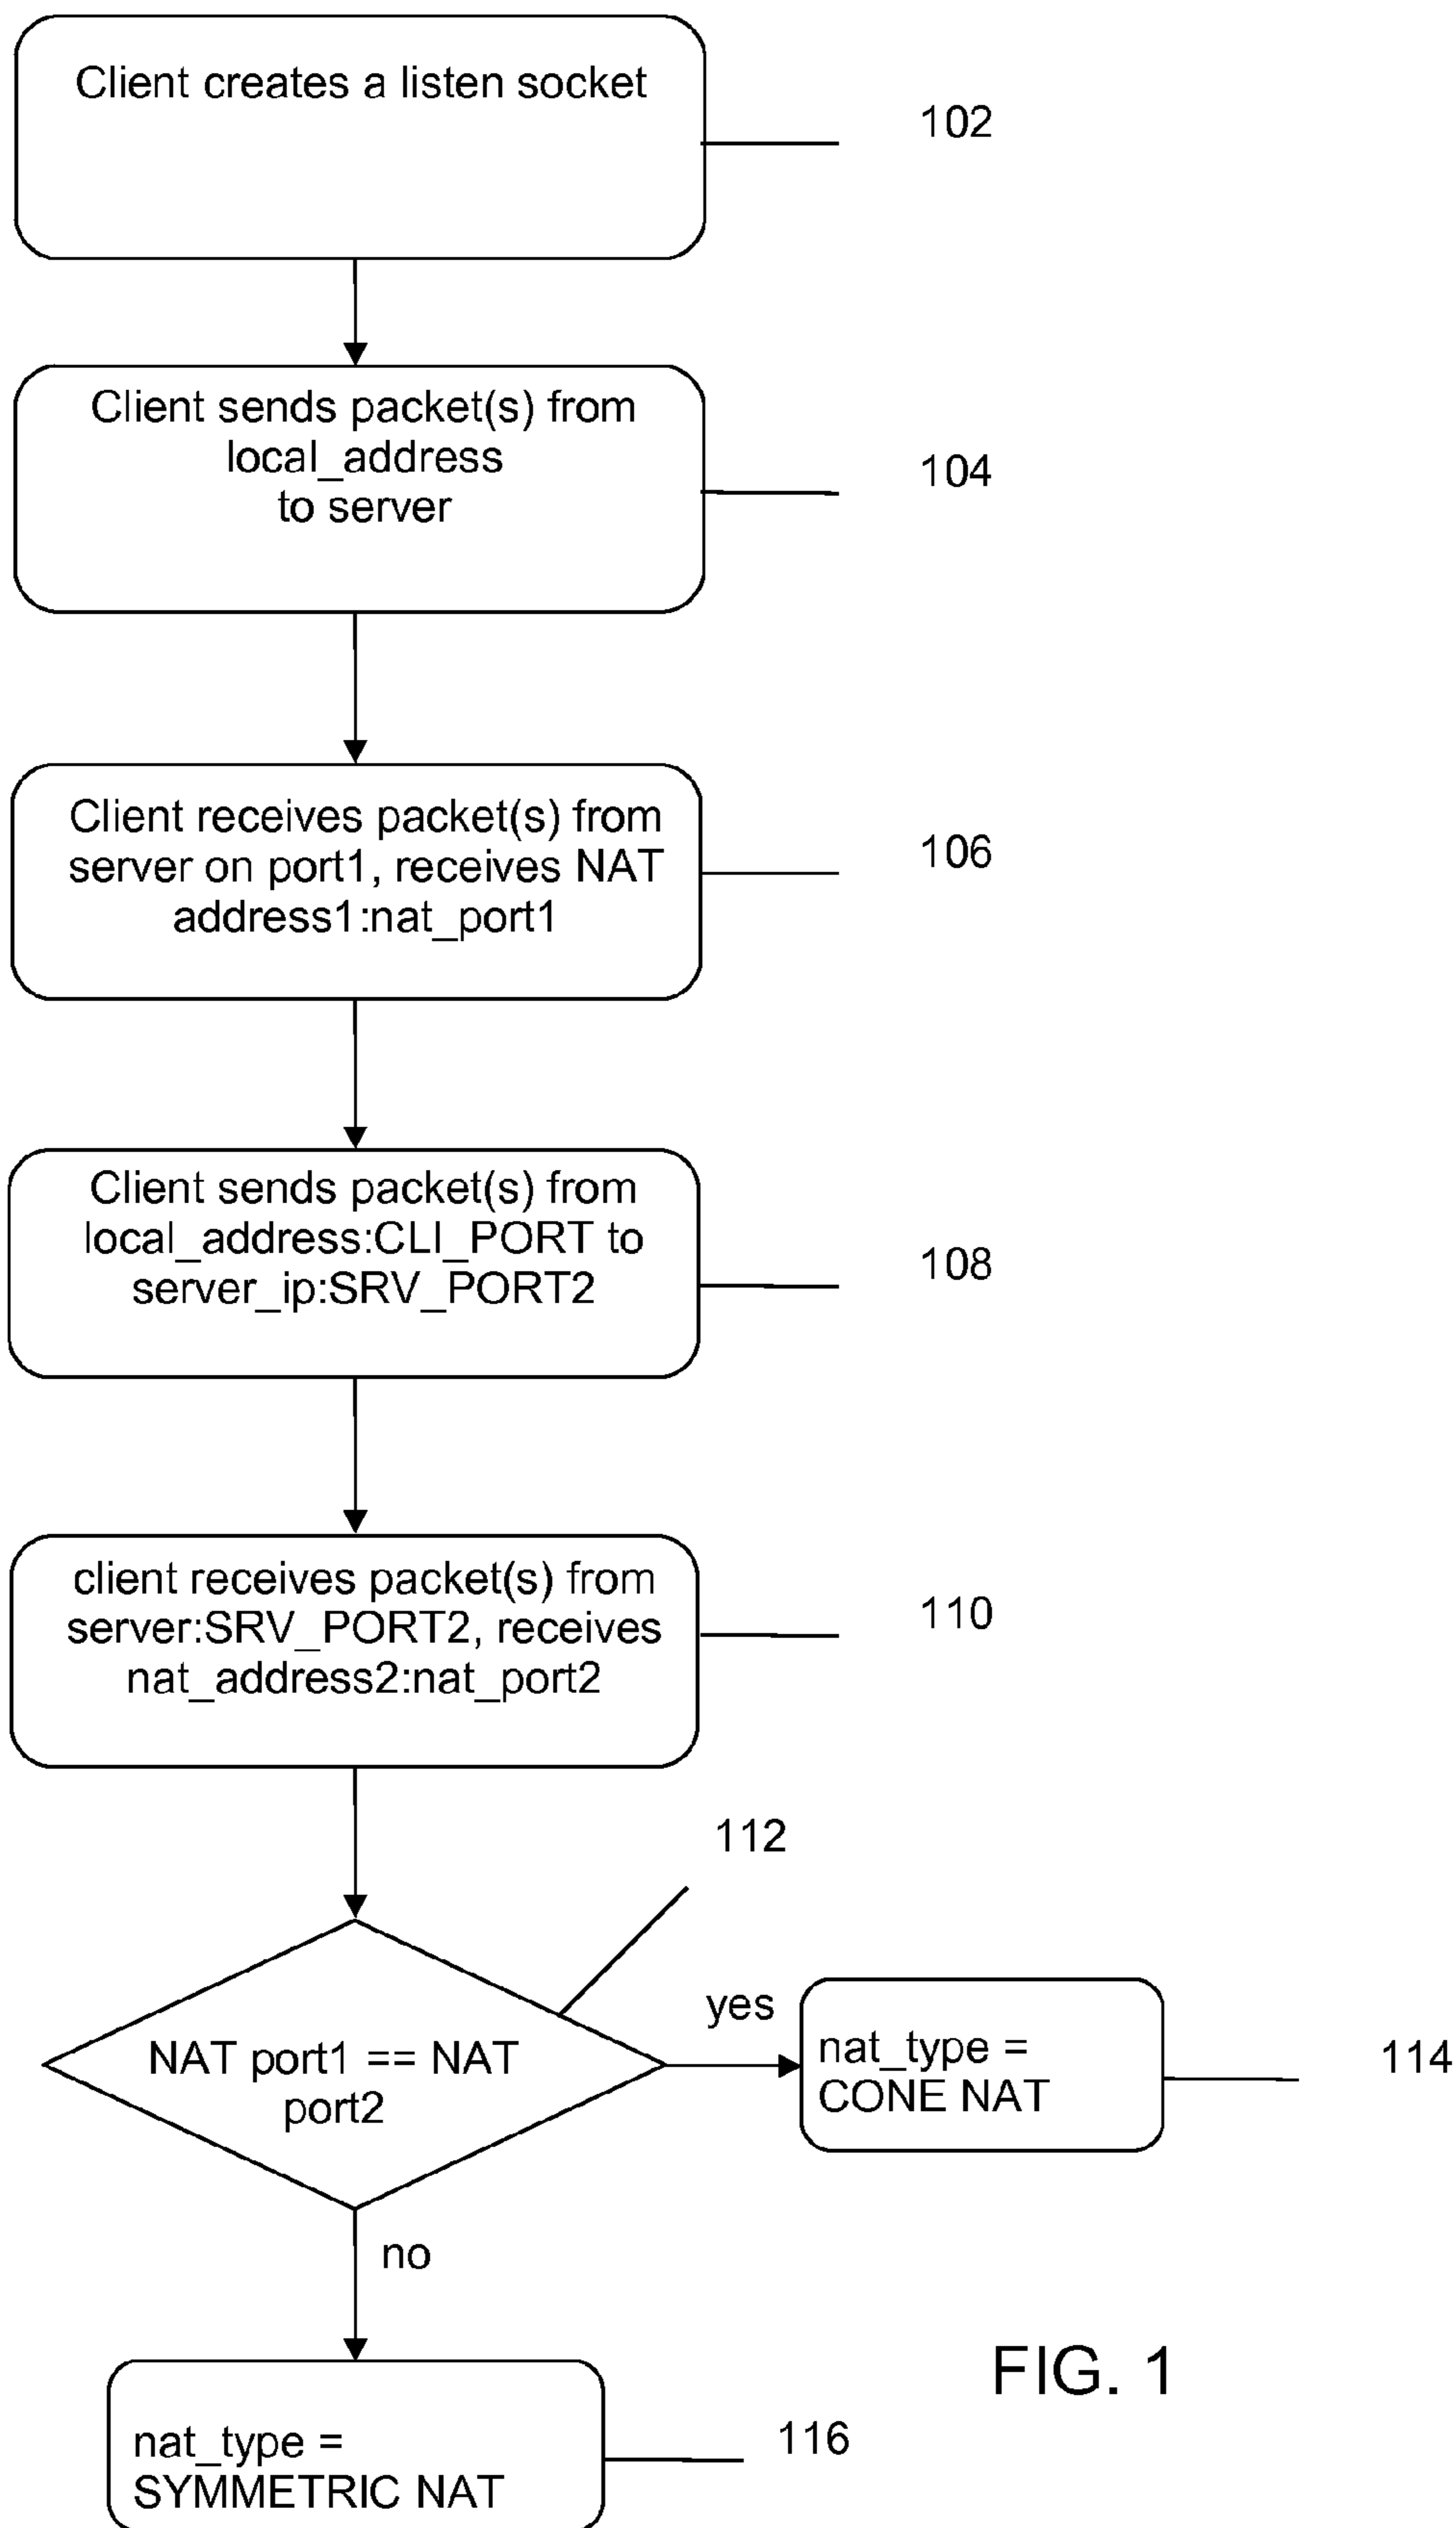 Client creates a listen socket
102
Client sends packet(s) from
local_address
to server
104
Client receives packet(s) from
server on port1, receives NAT
address1:nat_port1
106
Client sends packet(s) from
local_address:CLI_PORT to
server_ip:SRV_PORT2
108
client receives packet(s) from
server:SRV_PORT2, receives
nat_address2:nat_port2
110
112
NAT port1 == NAT
port2
yes
nat_type =
CONE NAT
114
no
nat_type =
SYMMETRIC NAT
116
FIG. 1